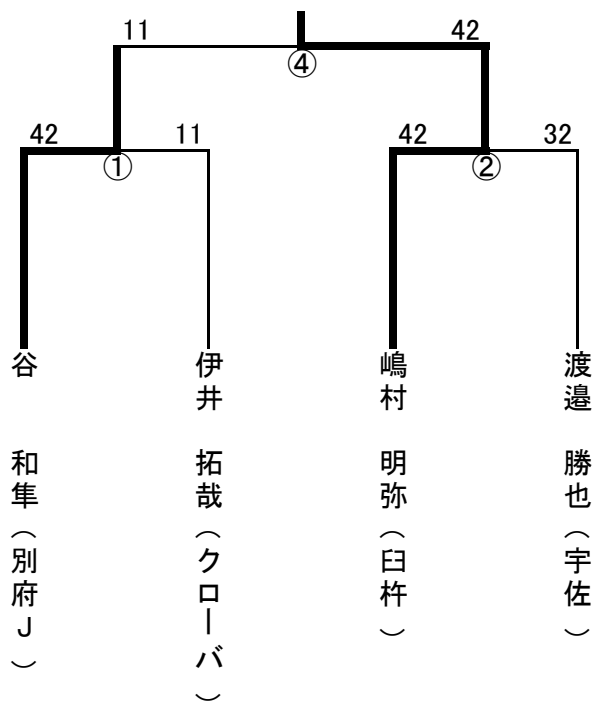 11
42
④
42
11
42
32
①
②
谷 和隼（別府Ｊ）
伊井 拓哉（クローバ）
嶋村 明弥（臼杵）
渡邉 勝也（宇佐）